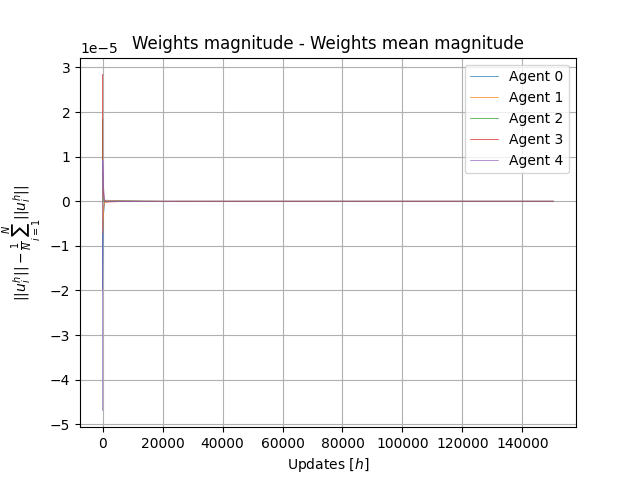 Weights magnitude - Weights mean magnitude
1e−5
3
2
1
0
−1
−2
−3
−4
−5
||u_i^h|| − \frac{1}{N} \sum_{i=1}^{N} ||u_i^h||
Agent 0
Agent 1
Agent 2
Agent 3
Agent 4
0 20000 40000 60000 80000 100000 120000 140000
Updates [h]